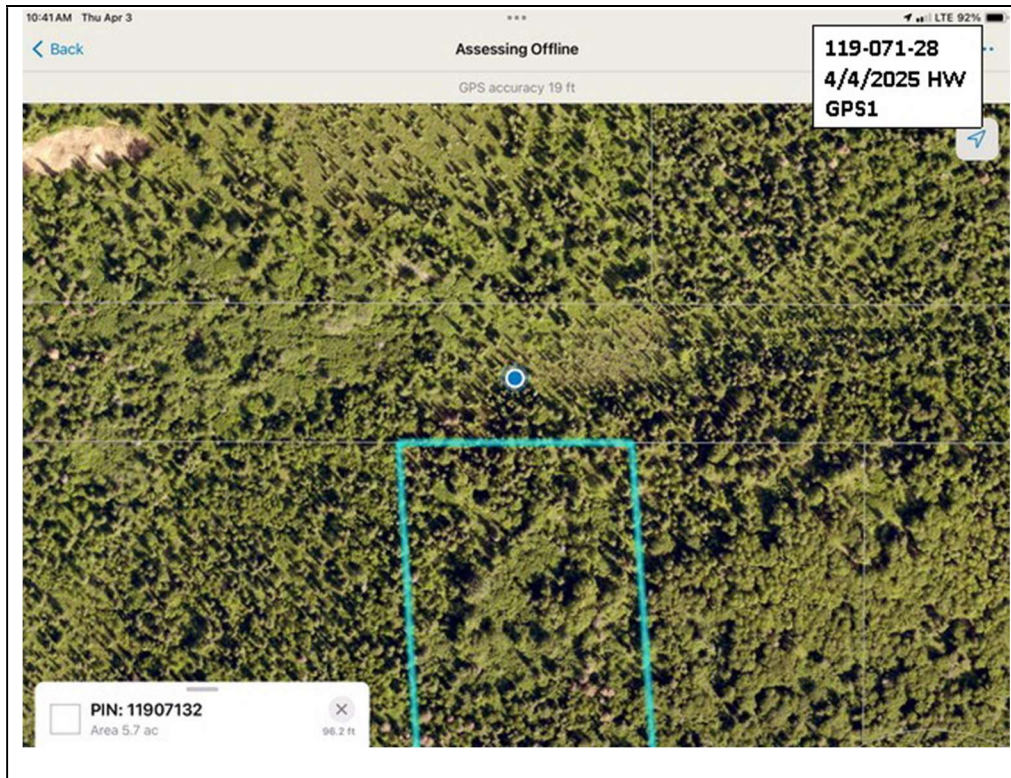 10:41 AM Thu Apr 3
LTE 92%
Back
Assessing Offline
GPS accuracy 19 ft
119-071-28
4/4/2025 HW
GPS1
PIN: 11907132
Area 5.7 ac
96.2 ft